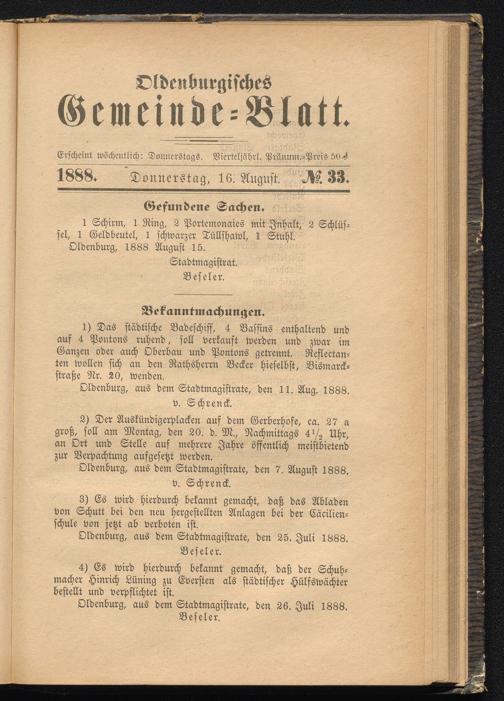 Oldenburgisches
Gemeinde=Blatt.
Erscheint wöchentlich: Donnerstags. Vierteljährl. Pränum.=Preis 50 ₰
1888. Donnerstag, 16. August. № 33.
Gefundene Sachen.
1 Schirm, 1 Ring, 2 Portemonaies mit Inhalt, 2 Schlüs=
sel, 1 Geldbeutel, 1 schwarzer Tüllshawl, 1 Stuhl.
Oldenburg, 1888 August 15.
Stadtmagistrat.
Beseler.
Bekanntmachungen.
1) Das städtische Badeschiff, 4 Bassins enthaltend und
auf 4 Pontons ruhend, soll verkauft werden und zwar im
Ganzen oder auch Oberbau und Pontons getrennt. Reflectan=
ten wollen sich an den Rathsherrn Becker hieselbst, Bismarck=
straße Nr. 20, wenden.
Oldenburg, aus dem Stadtmagistrate, den 11. Aug. 1888.
v. Schrenck.
2) Der Auskündigerplacken auf dem Gerberhofe, ca. 27 a
groß, soll am Montag, den 20. d. M., Nachmittags 4½ Uhr,
an Ort und Stelle auf mehrere Jahre öffentlich meistbietend
zur Verpachtung aufgesetzt werden.
Oldenburg, aus dem Stadtmagistrate, den 7. August 1888.
v. Schrenck.
3) Es wird hierdurch bekannt gemacht, daß das Abladen
von Schutt bei den neu hergestellten Anlagen bei der Cäcilien=
schule von jetzt ab verboten ist.
Oldenburg, aus dem Stadtmagistrate, den 25. Juli 1888.
Beseler.
4) Es wird hierdurch bekannt gemacht, daß der Schuh=
macher Hinrich Lüning zu Eversten als städtischer Hülfswächter
bestellt und verpflichtet ist.
Oldenburg, aus dem Stadtmagistrate, den 26. Juli 1888.
Beseler.